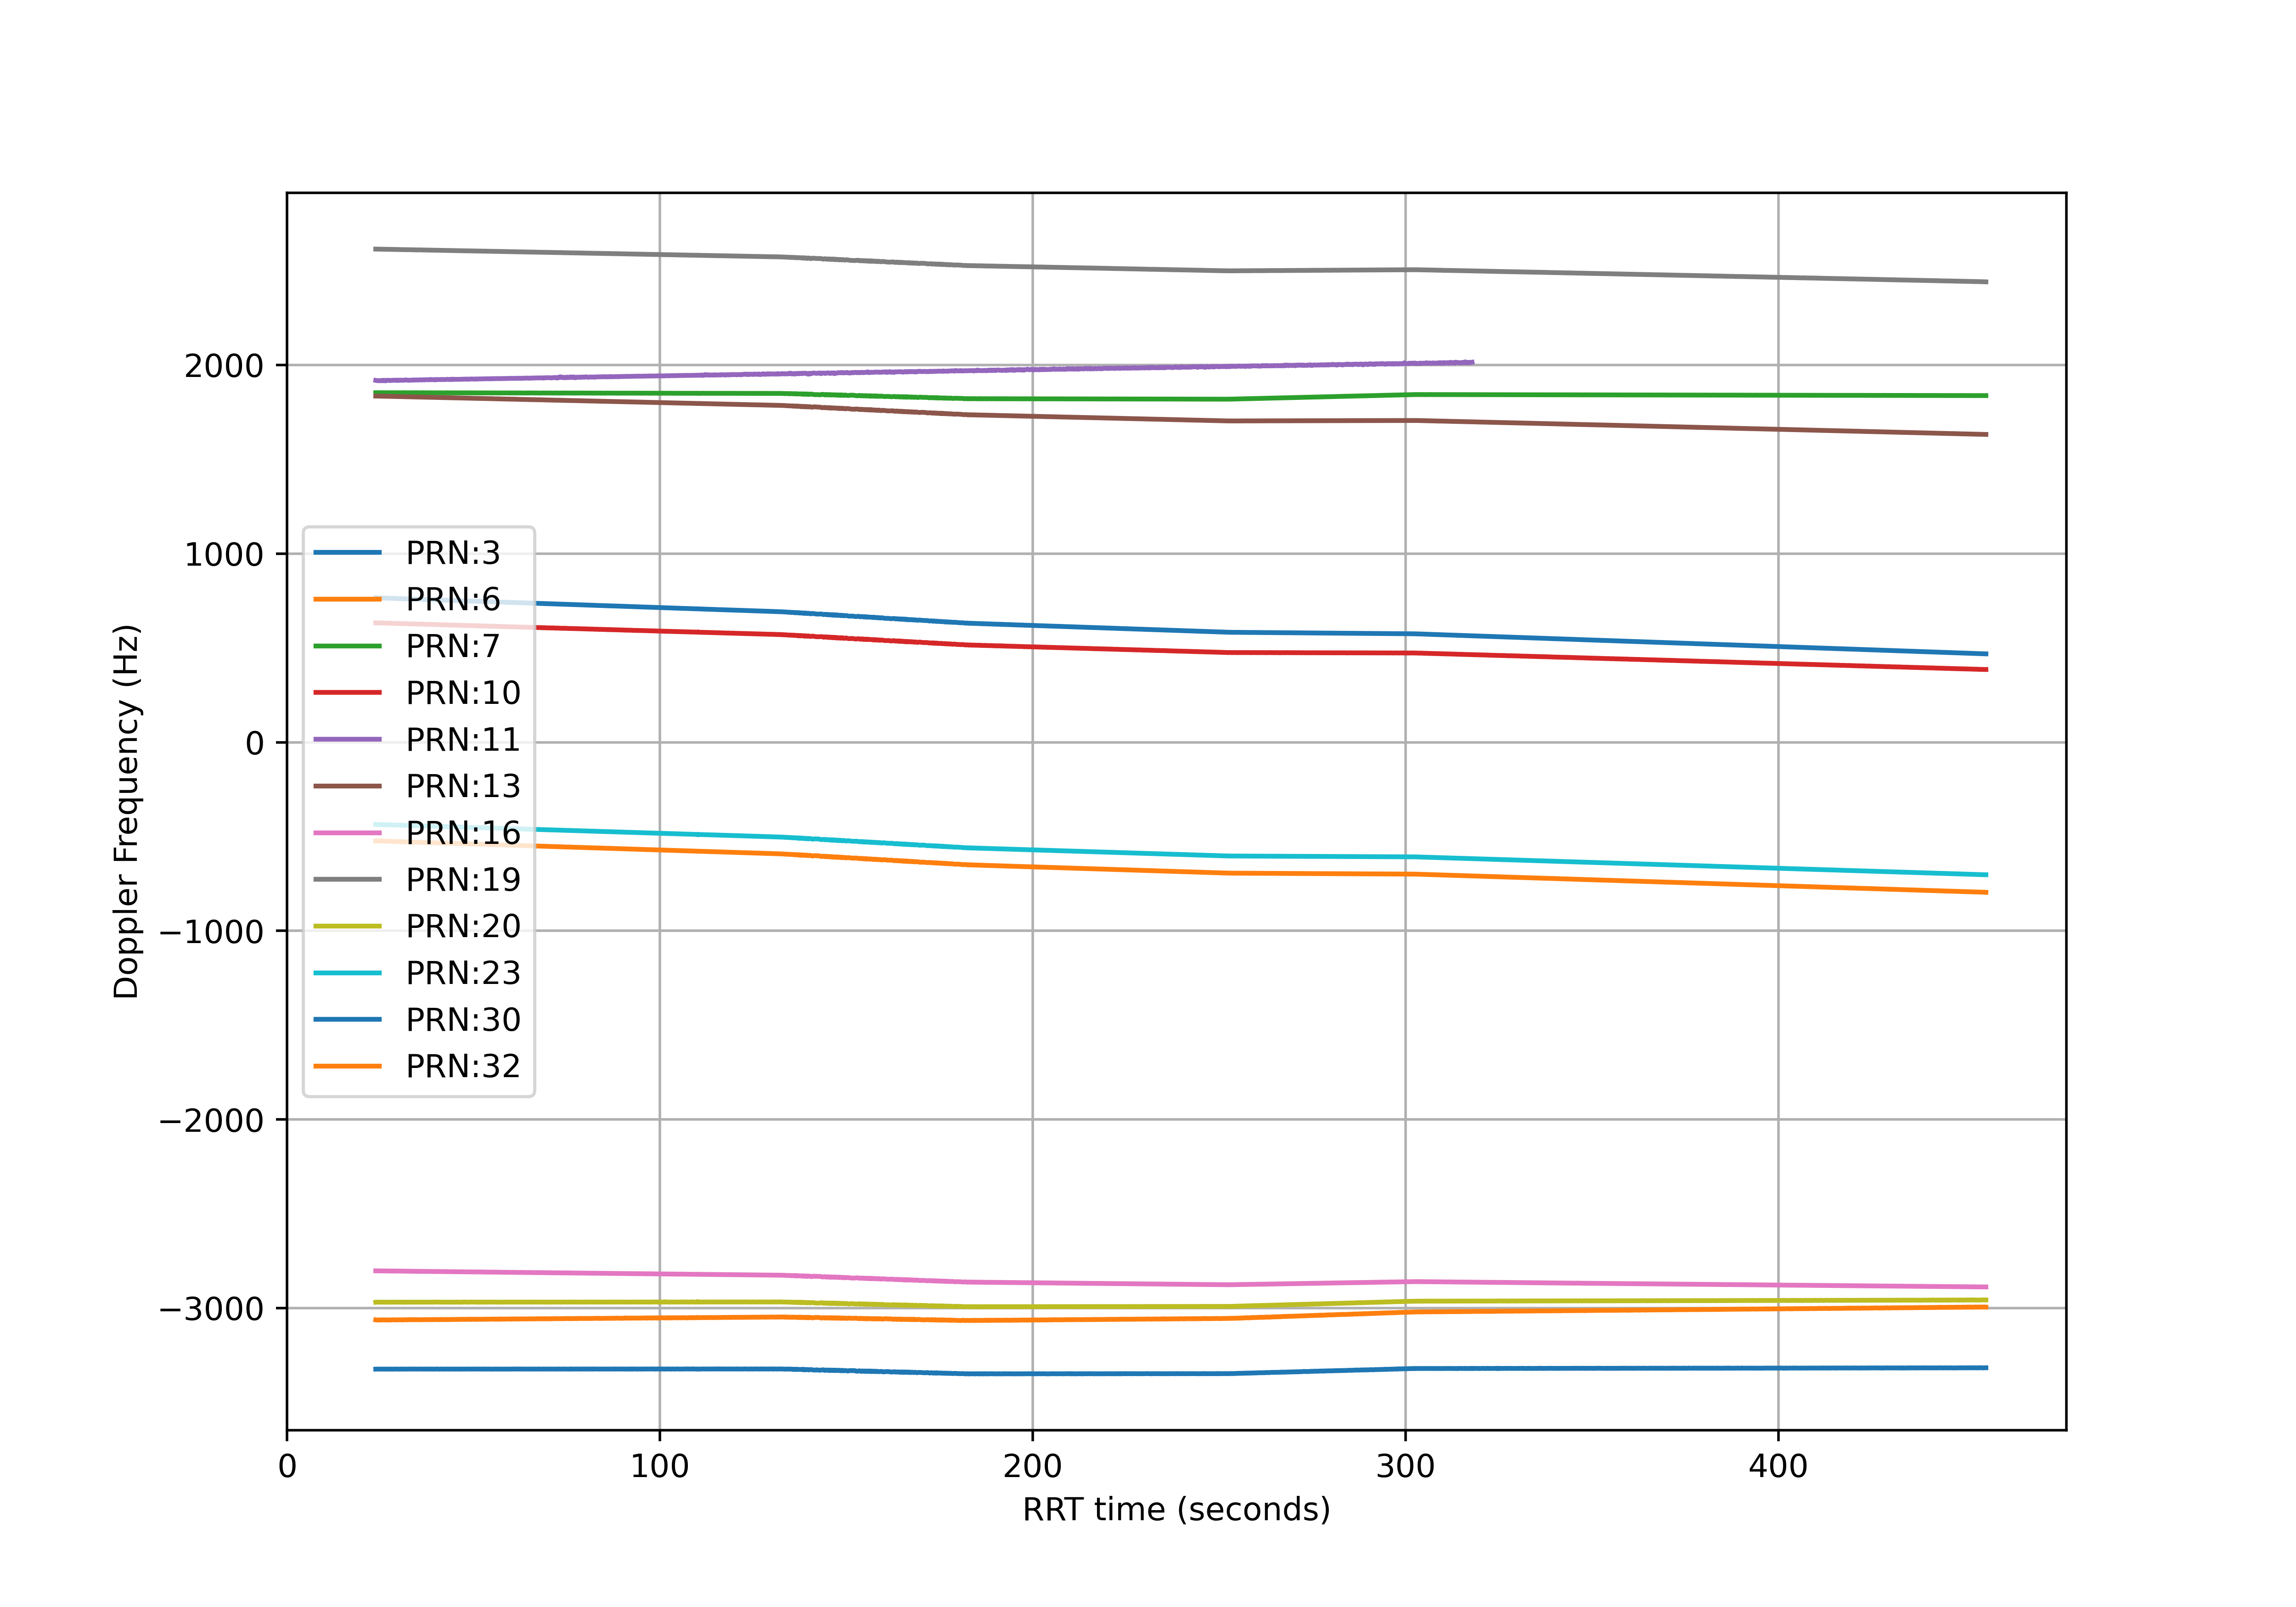 2000
1000
0
−1000
−2000
−3000
Doppler Frequency (Hz)
PRN:3
PRN:6
PRN:7
PRN:10
PRN:11
PRN:13
PRN:16
PRN:19
PRN:20
PRN:23
PRN:30
PRN:32
0 100 200 300 400
RRT time (seconds)